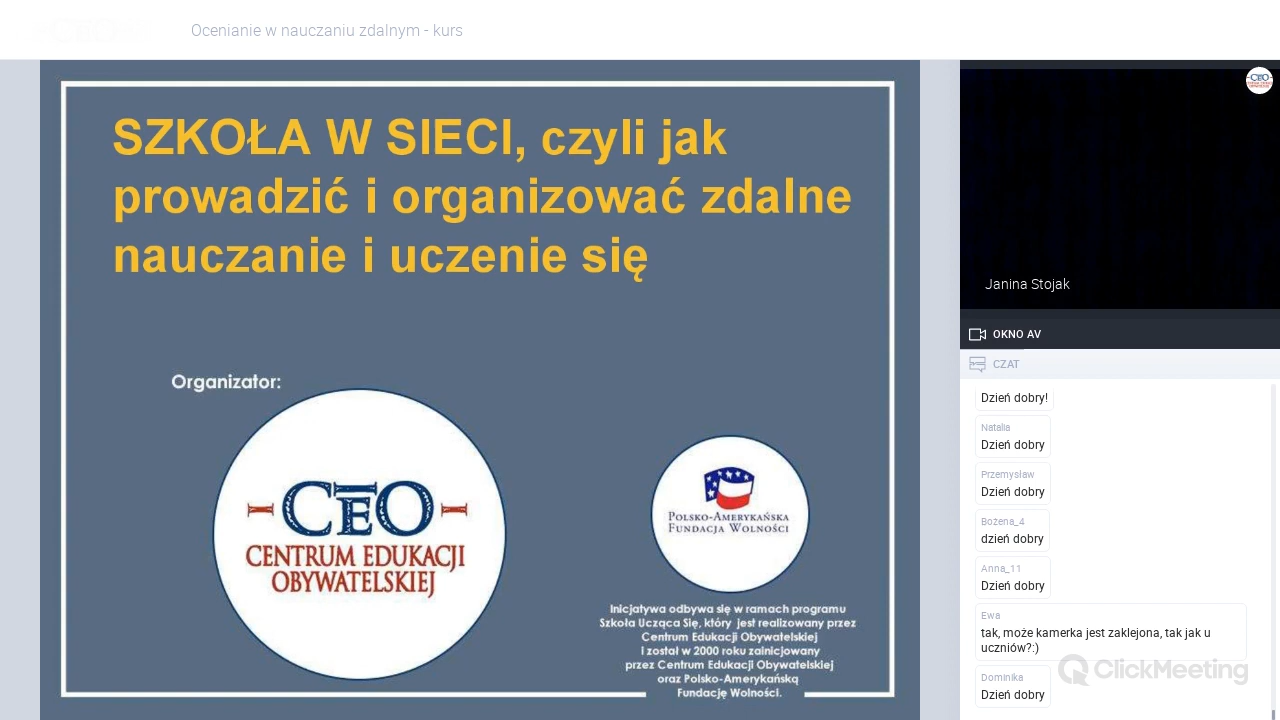 Ocenianie w nauczaniu zdalnym - kurs
SZKOŁA W SIECI, czyli jak
prowadzić i organizować zdalne
nauczanie i uczenie się
Organizator:
CEO
CENTRUM EDUKACJI
OBYWATELSKIEJ
POLSKO-AMERYKAŃSKA
FUNDACJA WOLNOŚCI
Inicjatywa odbywa się w ramach programu
Szkoła Ucząca Się, który jest realizowany przez
Centrum Edukacji Obywatelskiej
i został w 2000 roku zainicjowany
przez Centrum Edukacji Obywatelskiej
oraz Polsko-Amerykańską
Fundację Wolności.
Janina Stojak
OKNO AV
CZAT
Dzień dobry!
Natalia
Dzień dobry
Przemysław
Dzień dobry
Bożena_4
dzień dobry
Anna_11
Dzień dobry
Ewa
tak, może kamerka jest zaklejona, tak jak u
uczniów?:)
Dominika
Dzień dobry
ClickMeeting